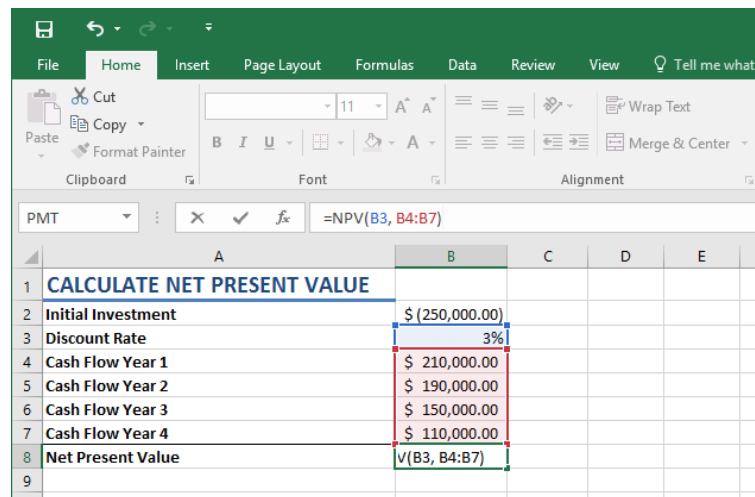 File Home Insert Page Layout Formulas Data Review View Tell me what
Cut
Copy
Paste
Format Painter
11 A A
Wrap Text
B I U A
Merge & Center
Clipboard Font Alignment
PMT fx =NPV(B3, B4:B7)
A B C D E
1 CALCULATE NET PRESENT VALUE
2 Initial Investment $ (250,000.00)
3 Discount Rate 3%
4 Cash Flow Year 1 $ 210,000.00
5 Cash Flow Year 2 $ 190,000.00
6 Cash Flow Year 3 $ 150,000.00
7 Cash Flow Year 4 $ 110,000.00
8 Net Present Value V(B3, B4:B7)
9